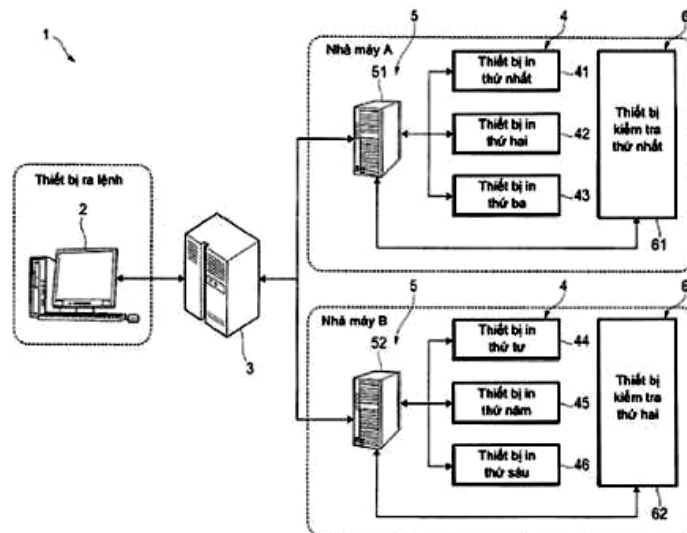 1
Thiết bị ra lệnh
2
3
Nhà máy A
5
51
4
Thiết bị in
thứ nhất
41
Thiết bị in
thứ hai
42
Thiết bị in
thứ ba
43
6
Thiết bị
kiểm tra
thứ nhất
61
Nhà máy B
5
52
4
Thiết bị in
thứ tư
44
Thiết bị in
thứ năm
45
Thiết bị in
thứ sáu
46
6
Thiết bị
kiểm tra
thứ hai
62